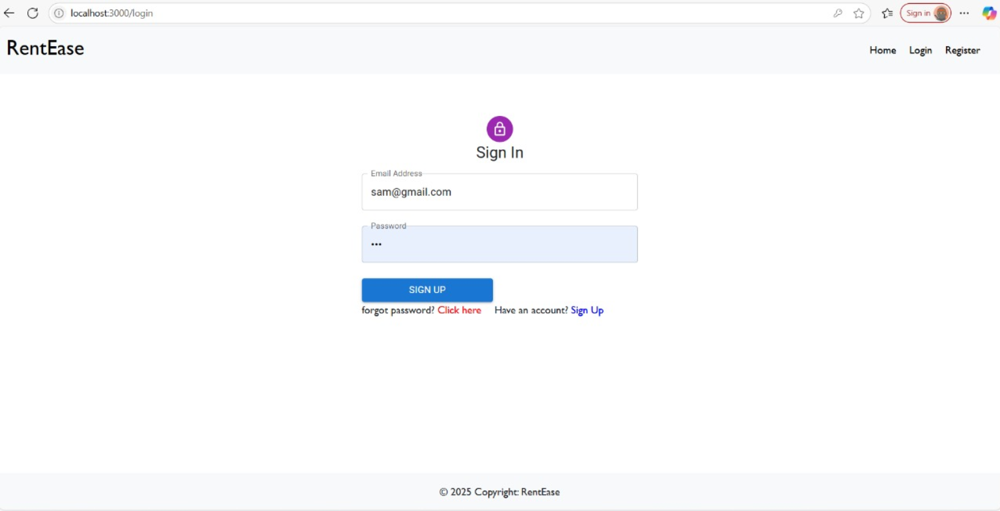 localhost:3000/login
Sign in
RentEase
Home Login Register
Sign In
Email Address
sam@gmail.com
Password
•••
SIGN UP
forgot password? Click here Have an account? Sign Up
© 2025 Copyright: RentEase